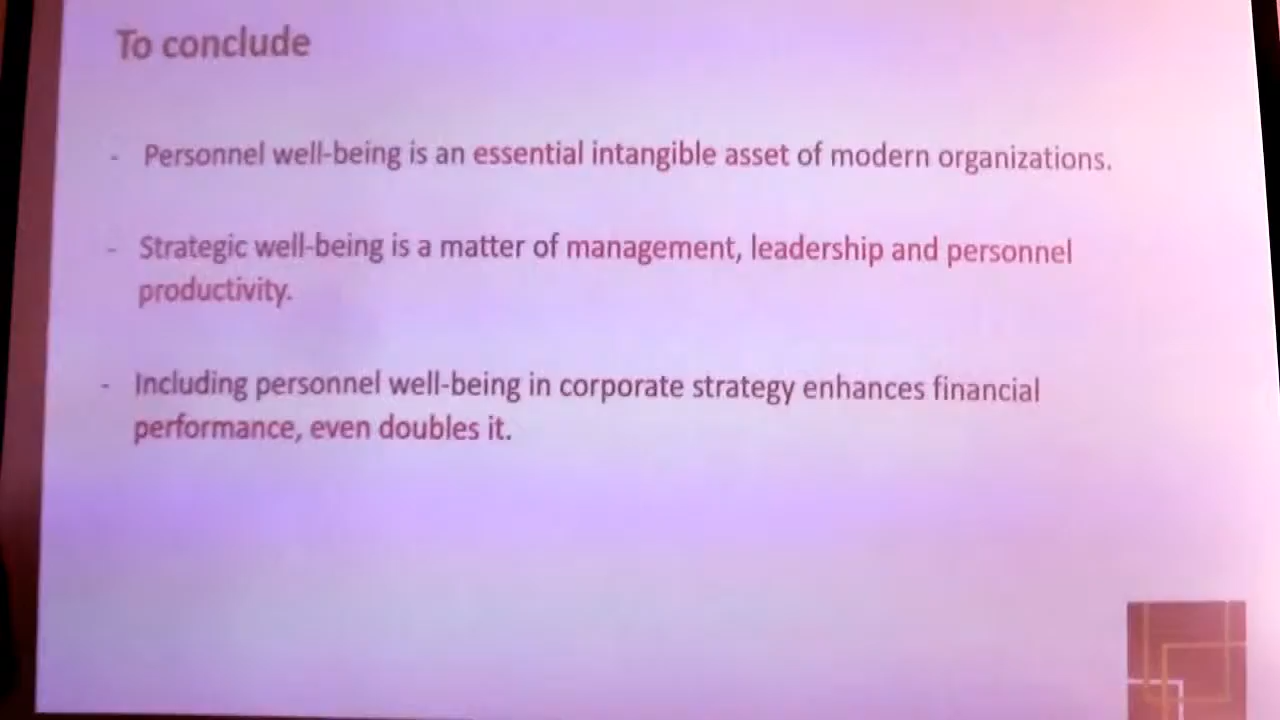 To conclude
- Personnel well-being is an essential intangible asset of modern organizations.
- Strategic well-being is a matter of management, leadership and personnel
productivity.
- Including personnel well-being in corporate strategy enhances financial
performance, even doubles it.